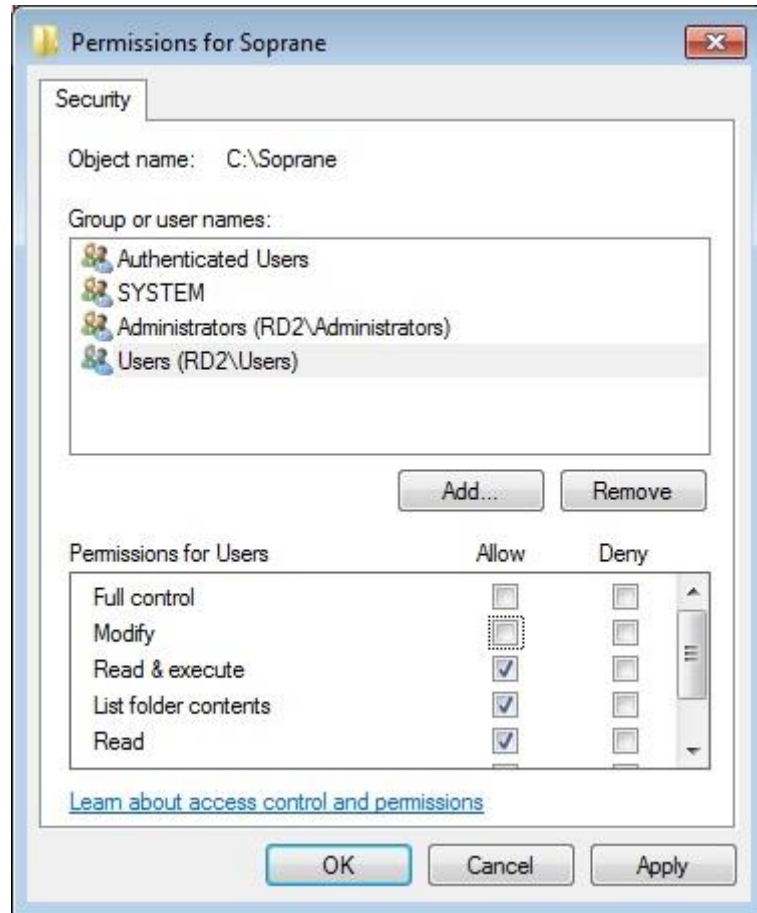 Permissions for Soprane
Security
Object name: C:\Soprane
Group or user names:
Authenticated Users
SYSTEM
Administrators (RD2\Administrators)
Users (RD2\Users)
Add... Remove
Permissions for Users Allow Deny
Full control
Modify
Read & execute
List folder contents
Read
Learn about access control and permissions
OK Cancel Apply